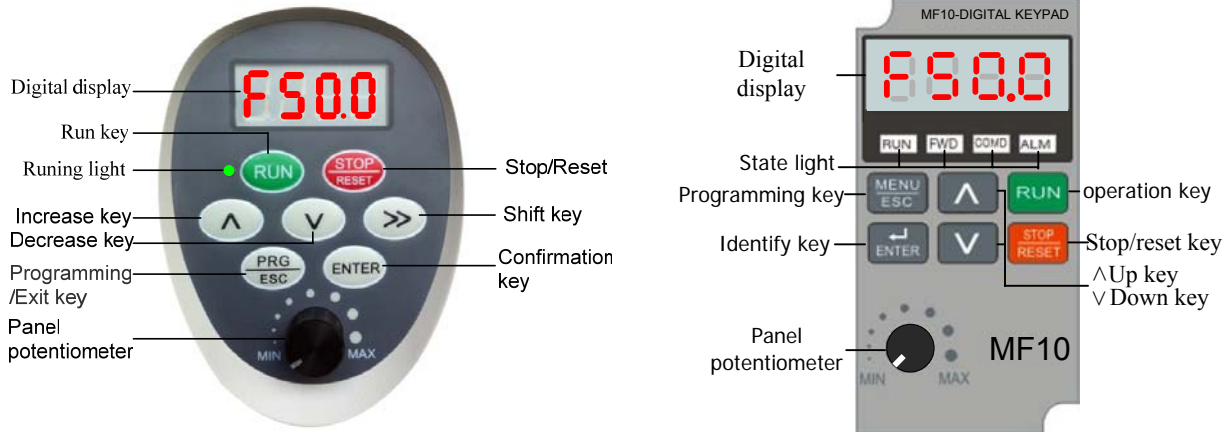 Digital display
F50.0
Run key
Runing light
RUN
STOP
RESET
Stop/Reset
Increase key
Decrease key
∧
∨
>>
Shift key
Programming
/Exit key
PRG
ESC
ENTER
Confirmation
key
Panel
potentiometer
MIN
MAX
MF10-DIGITAL KEYPAD
Digital
display
F50.0
RUN FWD COMD ALM
State light
Programming key
MENU
ESC
∧
RUN
operation key
Identify key
ENTER
∨
STOP
RESET
Stop/reset key
∧Up key
∨Down key
Panel
potentiometer
MIN
MAX
MF10